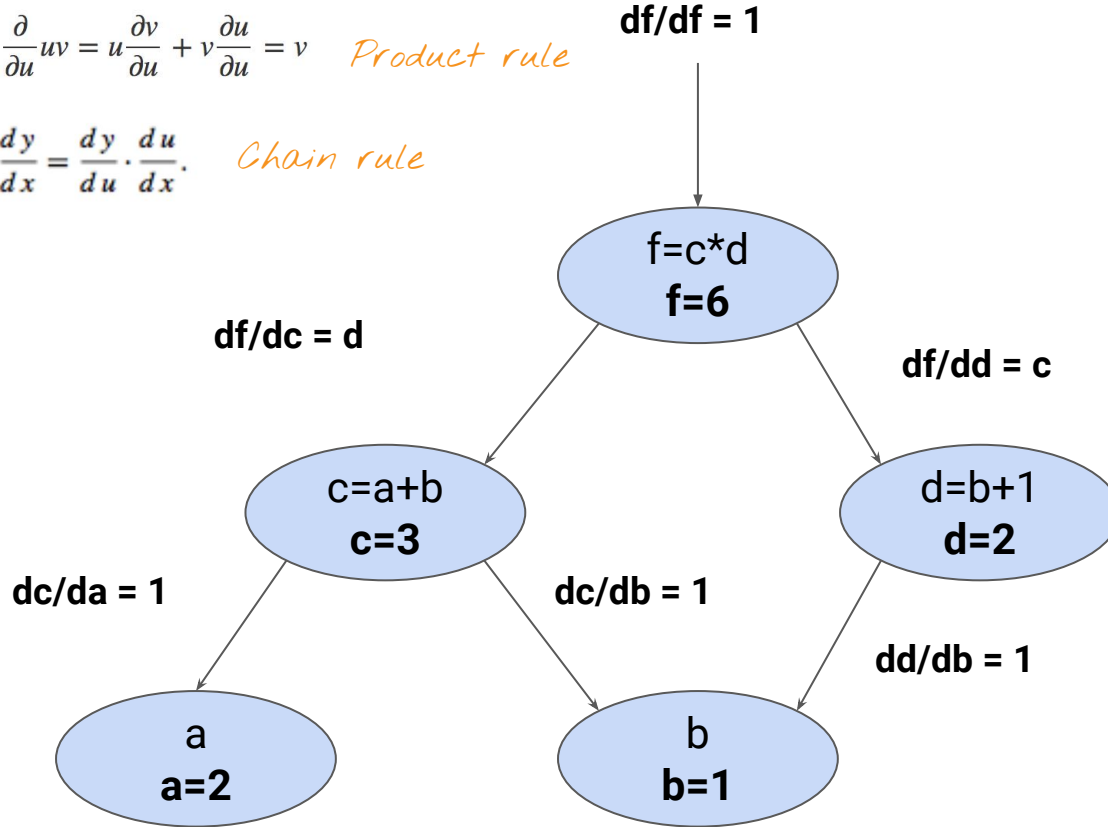 ∂/∂u uv = u ∂v/∂u + v ∂u/∂u = v Product rule
dy/dx = dy/du · du/dx. Chain rule
df/df = 1
f=c*d
f=6
df/dc = d
df/dd = c
c=a+b
c=3
d=b+1
d=2
dc/da = 1
dc/db = 1
dd/db = 1
a
a=2
b
b=1